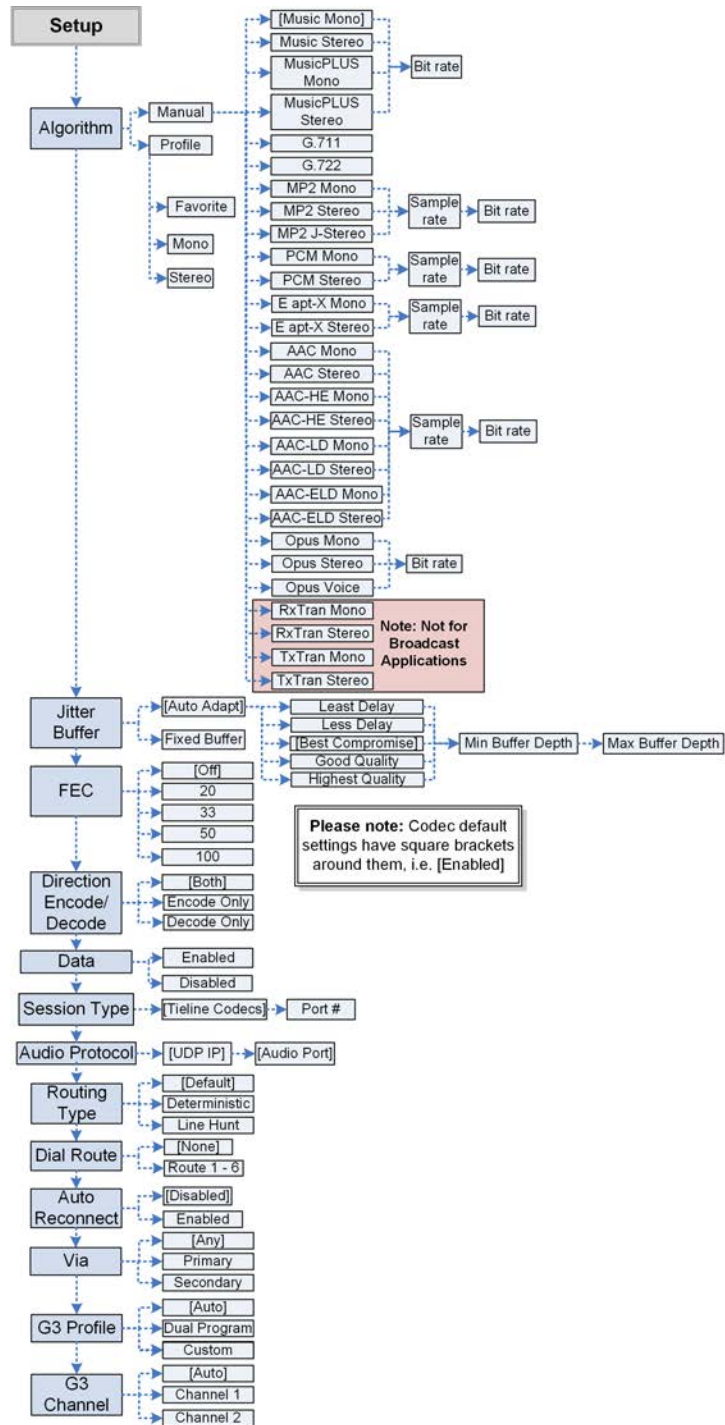 Setup
Algorithm
Manual
Profile
Favorite
Mono
Stereo
[Music Mono]
Music Stereo
MusicPLUS
Mono
MusicPLUS
Stereo
Bit rate
G.711
G.722
MP2 Mono
MP2 Stereo
MP2 J-Stereo
Sample
rate
Bit rate
PCM Mono
PCM Stereo
Sample
rate
Bit rate
E apt-X Mono
E apt-X Stereo
Sample
rate
Bit rate
AAC Mono
AAC Stereo
AAC-HE Mono
AAC-HE Stereo
AAC-LD Mono
AAC-LD Stereo
AAC-ELD Mono
AAC-ELD Stereo
Sample
rate
Bit rate
Opus Mono
Opus Stereo
Opus Voice
Bit rate
RxTran Mono
RxTran Stereo
TxTran Mono
TxTran Stereo
Note: Not for
Broadcast
Applications
Jitter
Buffer
[Auto Adapt]
Fixed Buffer
Least Delay
Less Delay
[Best Compromise]
Good Quality
Highest Quality
Min Buffer Depth
Max Buffer Depth
FEC
[Off]
20
33
50
100
Please note: Codec default
settings have square brackets
around them, i.e. [Enabled]
Direction
Encode/
Decode
[Both]
Encode Only
Decode Only
Data
Enabled
Disabled
Session Type
[Tieline Codecs]
Port #
Audio Protocol
[UDP IP]
[Audio Port]
Routing
Type
[Default]
Deterministic
Line Hunt
Dial Route
[None]
Route 1 - 6
Auto
Reconnect
[Disabled]
Enabled
Via
[Any]
Primary
Secondary
G3 Profile
[Auto]
Dual Program
Custom
G3
Channel
[Auto]
Channel 1
Channel 2